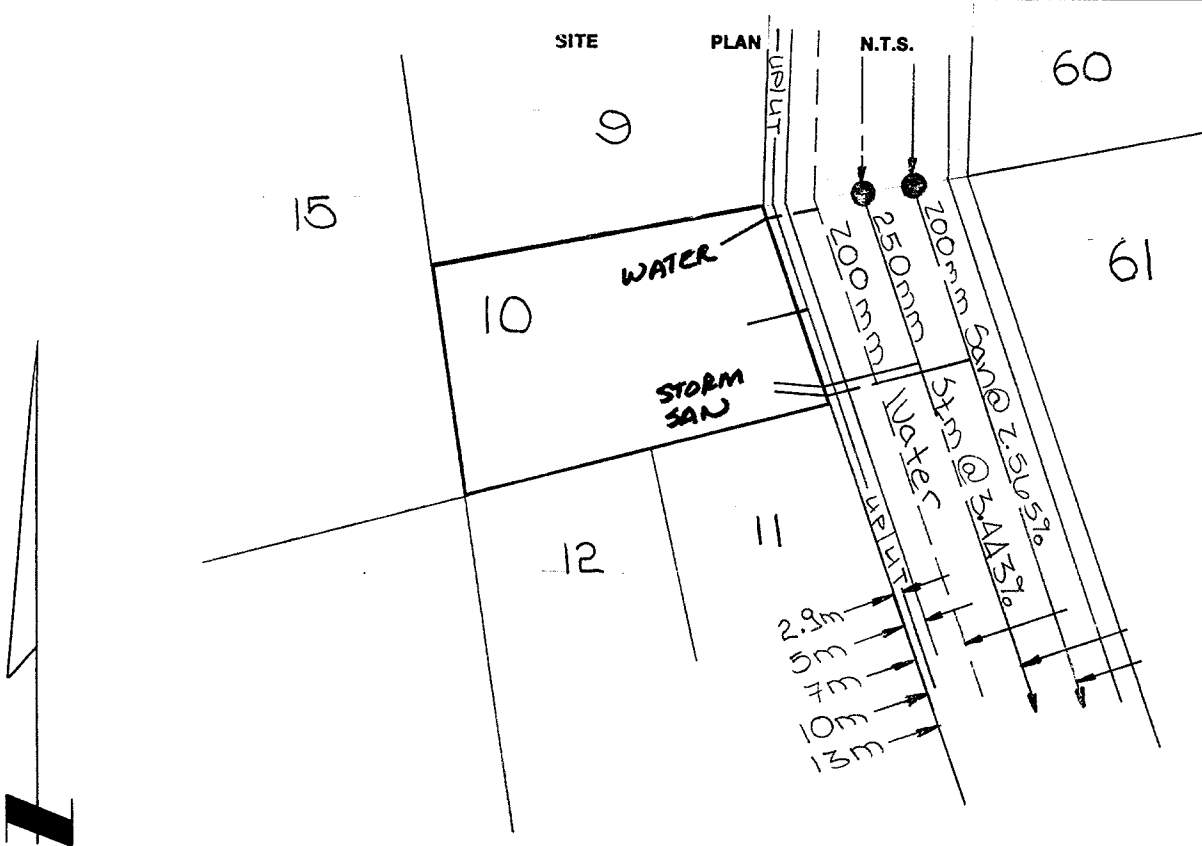 SITE PLAN N.T.S.
UP/UT
60
9
15
61
WATER
10
200mm Water
250mm Stm @ 3.443%
200mm San @ 2.565%
STORM
SAN
UP/UT
11
12
2.9m
5m
7m
10m
13m